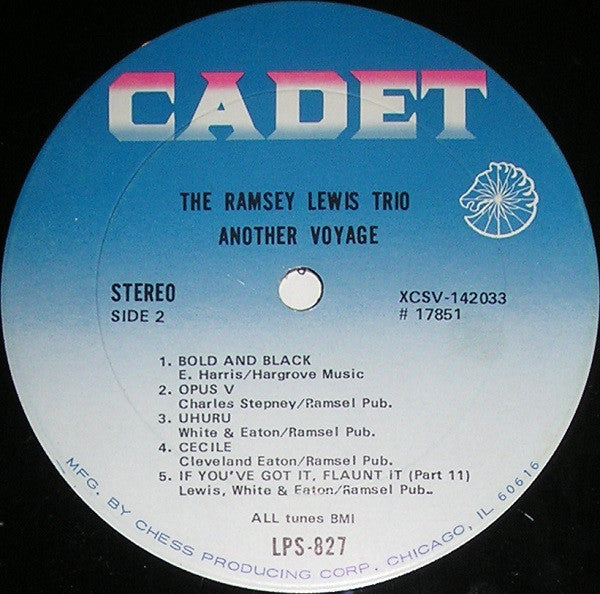 CADET
THE RAMSEY LEWIS TRIO
ANOTHER VOYAGE
STEREO
SIDE 2
XCSV-142033
# 17851
1. BOLD AND BLACK
E. Harris/Hargrove Music
2. OPUS V
Charles Stepney/Ramsel Pub.
3. UHURU
White & Eaton/Ramsel Pub.
4. CECILE
Cleveland Eaton/Ramsel Pub.
5. IF YOU'VE GOT IT, FLAUNT iT (Part 11)
Lewis, White & Eaton/Ramsel Pub..
ALL tunes BMI
LPS-827
MFG. BY CHESS PRODUCING CORP. CHICAGO, IL 60616